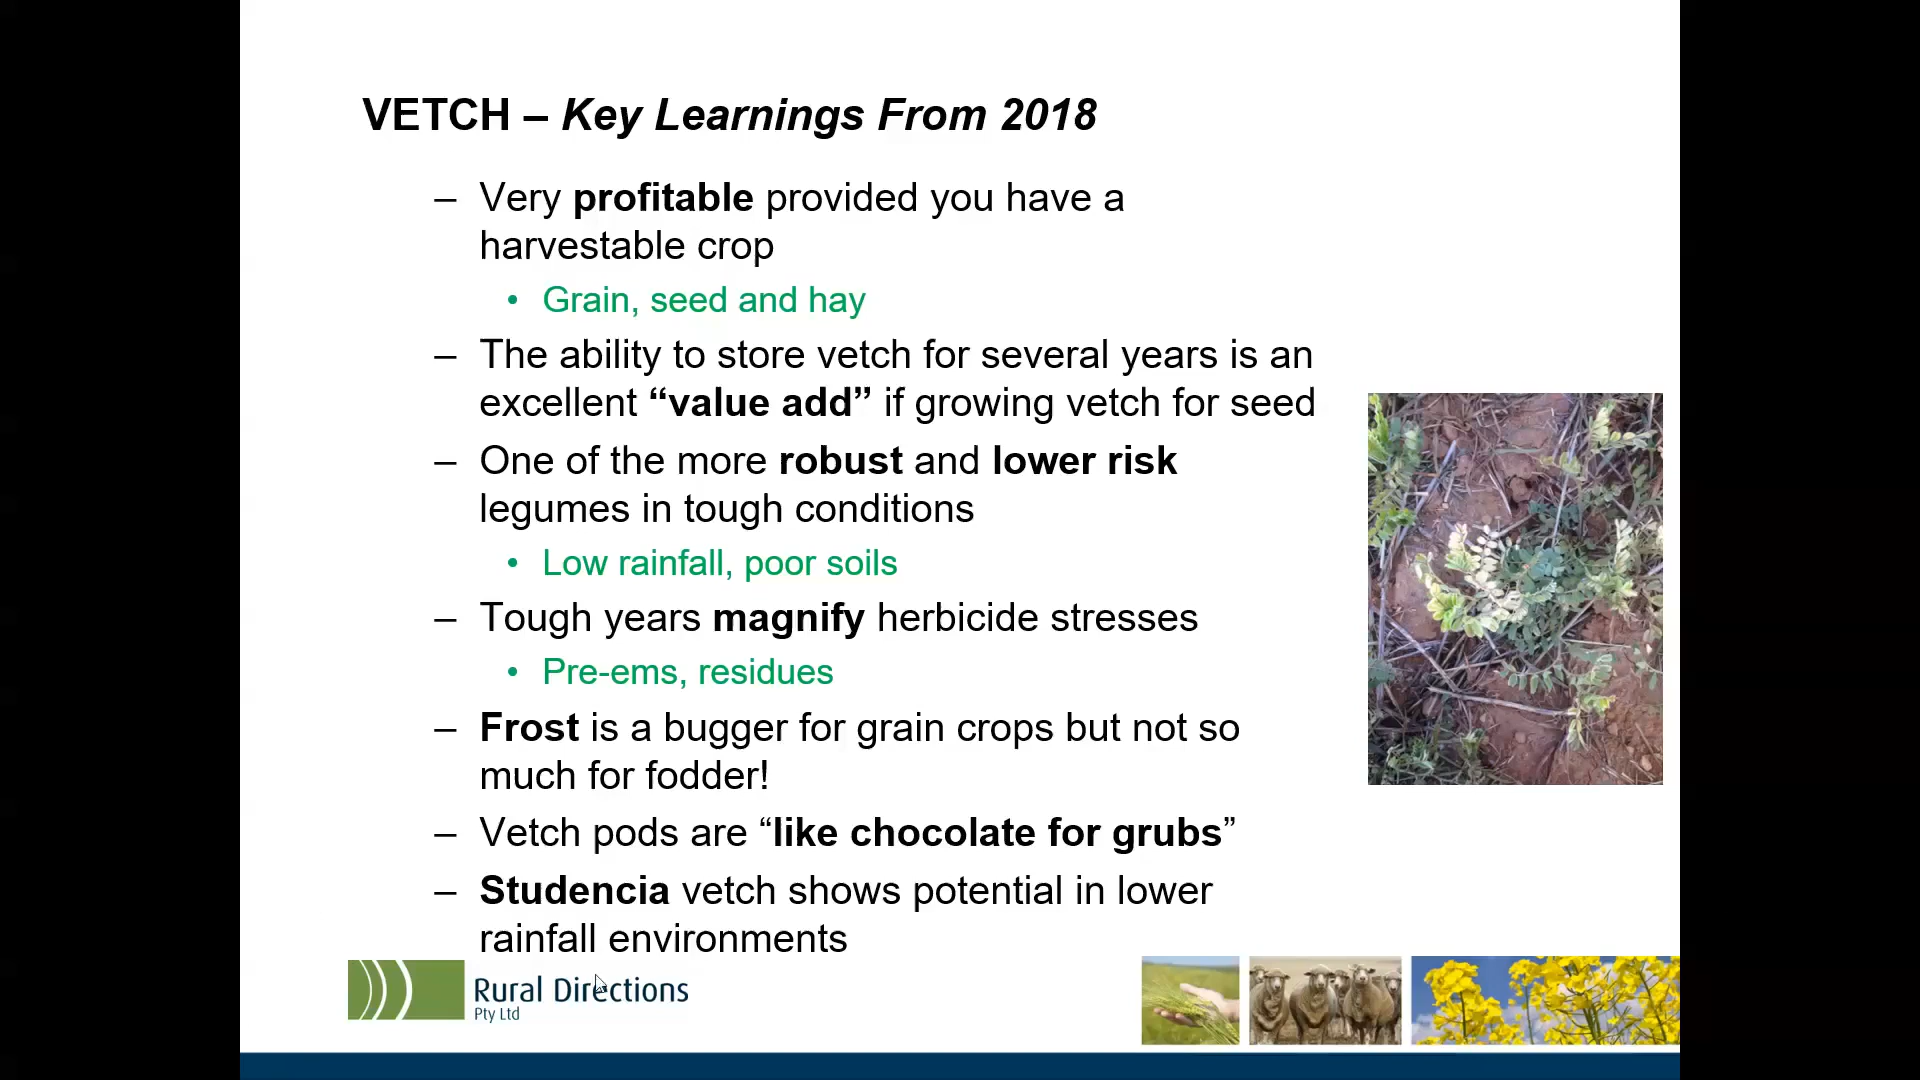 VETCH – Key Learnings From 2018
– Very profitable provided you have a
harvestable crop
• Grain, seed and hay
– The ability to store vetch for several years is an
excellent “value add” if growing vetch for seed
– One of the more robust and lower risk
legumes in tough conditions
• Low rainfall, poor soils
– Tough years magnify herbicide stresses
• Pre-ems, residues
– Frost is a bugger for grain crops but not so
much for fodder!
– Vetch pods are “like chocolate for grubs”
– Studencia vetch shows potential in lower
rainfall environments
Rural Directions
Pty Ltd